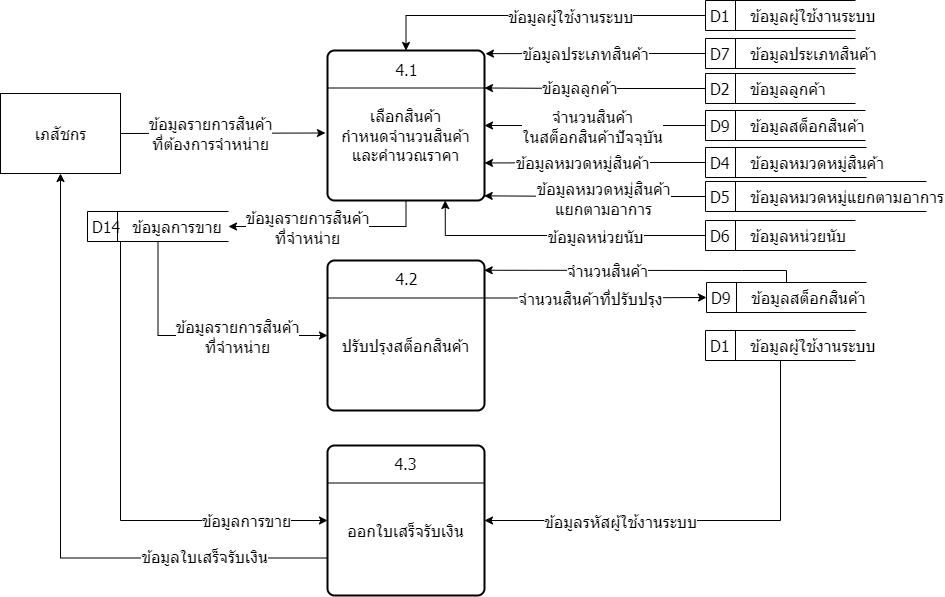 ข้อมูลผู้ใช้งานระบบ
D1 ข้อมูลผู้ใช้งานระบบ
ข้อมูลประเภทสินค้า
D7 ข้อมูลประเภทสินค้า
4.1
ข้อมูลลูกค้า
D2 ข้อมูลลูกค้า
เภสัชกร
ข้อมูลรายการสินค้า
ที่ต้องการจำหน่าย
เลือกสินค้า
กำหนดจำนวนสินค้า
และคำนวณราคา
จำนวนสินค้า
ในสต็อกสินค้าปัจจุบัน
D9 ข้อมูลสต็อกสินค้า
ข้อมูลหมวดหมู่สินค้า
D4 ข้อมูลหมวดหมู่สินค้า
ข้อมูลหมวดหมู่สินค้า
แยกตามอาการ
D5 ข้อมูลหมวดหมู่แยกตามอาการ
D14 ข้อมูลการขาย
ข้อมูลรายการสินค้า
ที่จำหน่าย
ข้อมูลหน่วยนับ
D6 ข้อมูลหน่วยนับ
4.2
จำนวนสินค้า
จำนวนสินค้าที่ปรับปรุง
D9 ข้อมูลสต็อกสินค้า
ข้อมูลรายการสินค้า
ที่จำหน่าย
ปรับปรุงสต็อกสินค้า
D1 ข้อมูลผู้ใช้งานระบบ
4.3
ข้อมูลการขาย
ออกใบเสร็จรับเงิน
ข้อมูลรหัสผู้ใช้งานระบบ
ข้อมูลใบเสร็จรับเงิน